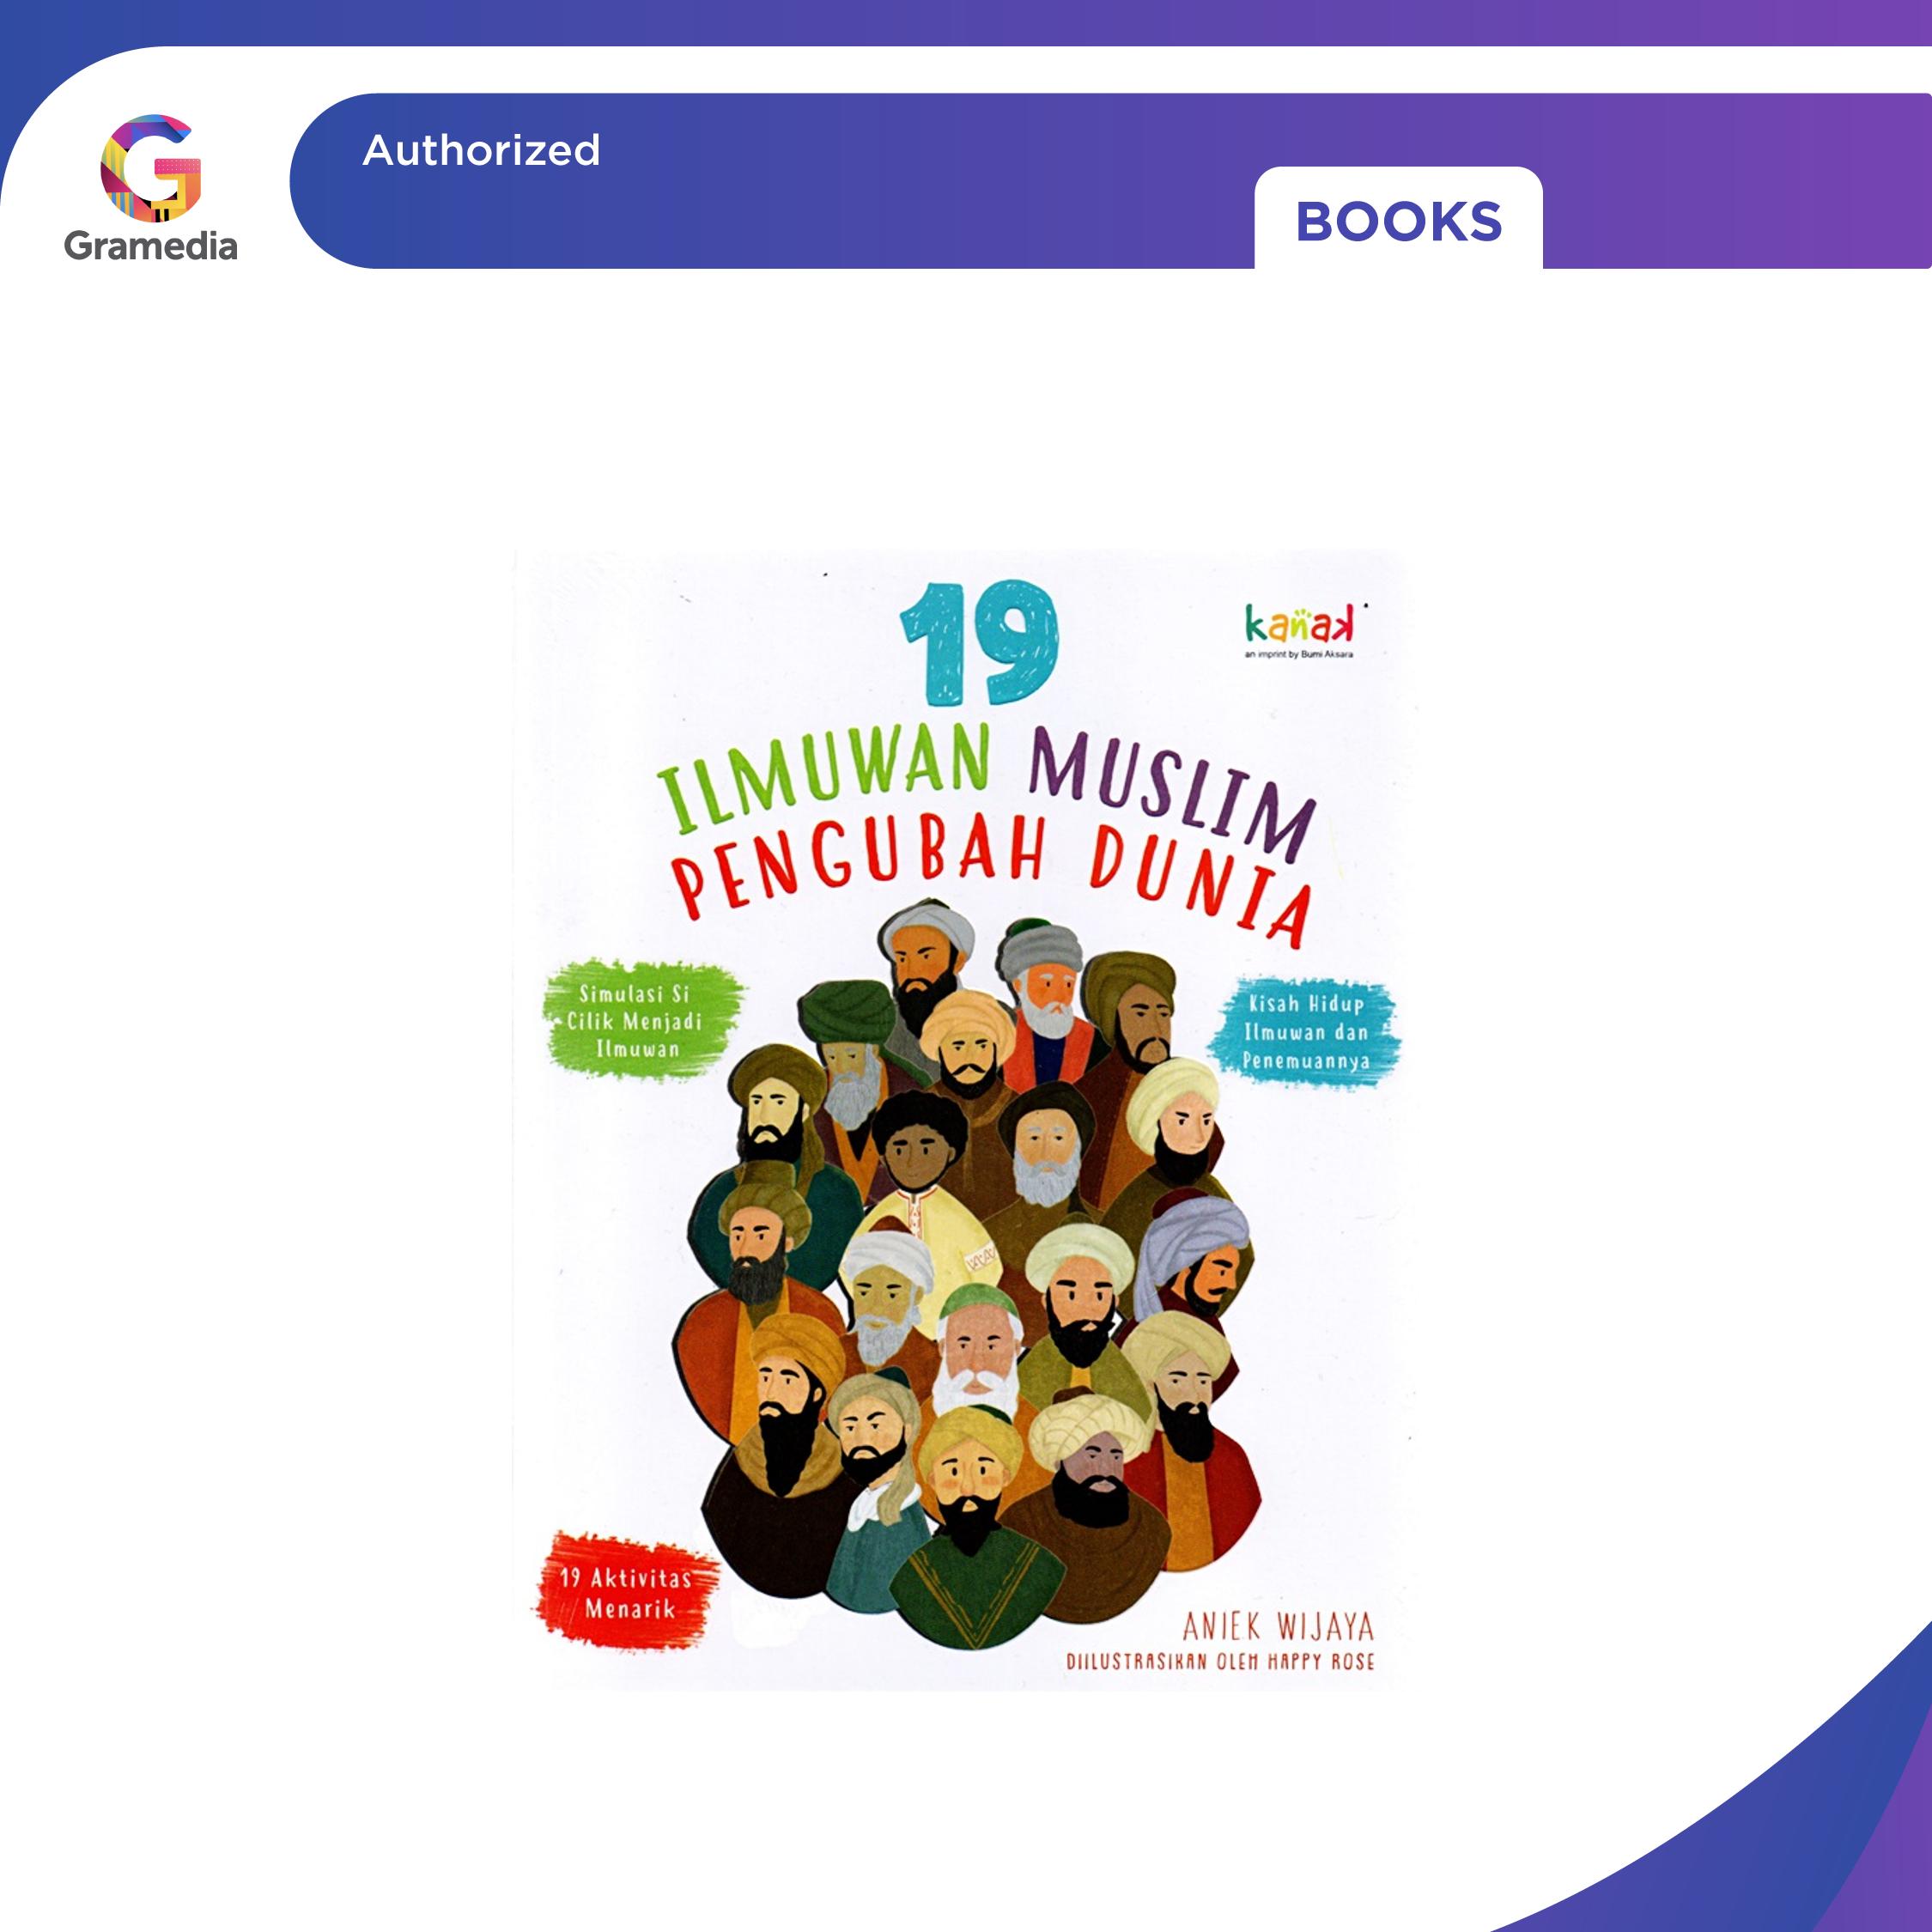 Gramedia
Authorized
BOOKS
19
kanak
an imprint by Bumi Aksara
ILMUWAN MUSLIM
PENGUBAH DUNIA
Simulasi Si
Cilik Menjadi
Ilmuwan
Kisah Hidup
Ilmuwan dan
Penemuannya
19 Aktivitas
Menarik
ANIEK WIJAYA
DIILUSTRASIKAN OLEH HAPPY ROSE